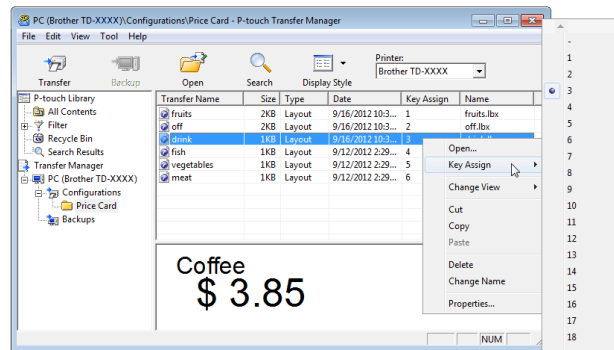 PC (Brother TD-XXXX)\Configurations\Price Card - P-touch Transfer Manager
File Edit View Tool Help
Transfer Backup Open Search Display Style
Printer:
Brother TD-XXXX
P-touch Library
All Contents
Filter
Recycle Bin
Search Results
Transfer Manager
PC (Brother TD-XXXX)
Configurations
Price Card
Backups
Transfer Name Size Type Date Key Assign Name
fruits 2KB Layout 9/16/2012 10:3... 1 fruits.lbx
off 2KB Layout 9/16/2012 10:3... 2 off.lbx
drink 1KB Layout 9/16/2012 10:3... 3
fish 1KB Layout 9/12/2012 2:29... 4
vegetables 1KB Layout 9/12/2012 2:29... 5
meat 1KB Layout 9/12/2012 2:29... 6
Open...
Key Assign
Change View
Cut
Copy
Paste
Delete
Change Name
Properties...
-
1
2
3
4
5
6
7
8
9
10
11
12
13
14
15
16
17
18
Coffee
$ 3.85
NUM